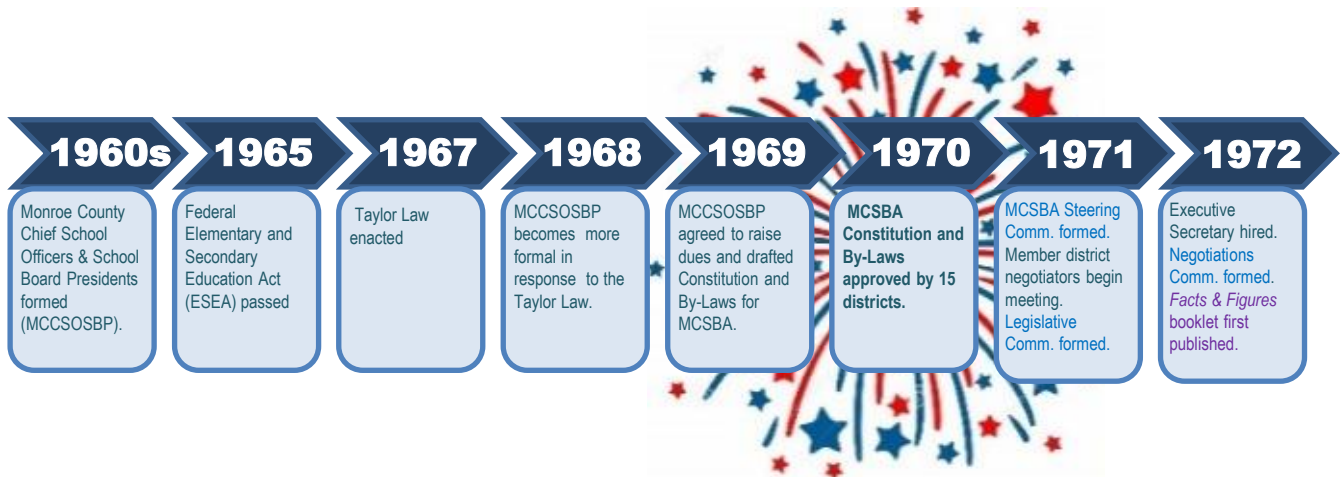 1960s
Monroe County
Chief School
Officers & School
Board Presidents
formed
(MCCSOSBP).
1965
Federal
Elementary and
Secondary
Education Act
(ESEA) passed
1967
Taylor Law
enacted
1968
MCCSOSBP
becomes more
formal in
response to the
Taylor Law.
1969
MCCSOSBP
agreed to raise
dues and drafted
Constitution and
By-Laws for
MCSBA.
1970
MCSBA
Constitution and
By-Laws
approved by 15
districts.
1971
MCSBA Steering
Comm. formed.
Member district
negotiators begin
meeting.
Legislative
Comm. formed.
1972
Executive
Secretary hired.
Negotiations
Comm. formed.
Facts & Figures
booklet first
published.